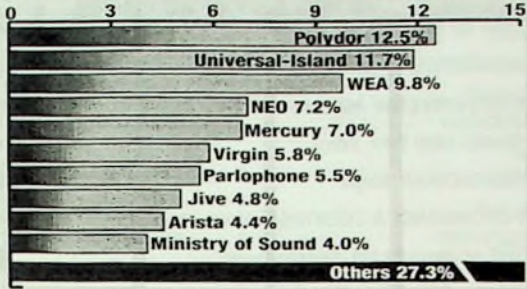 0 3 6 9 12 15
Polydor 12.5%
Universal-Island 11.7%
WEA 9.8%
NEO 7.2%
Mercury 7.0%
Virgin 5.8%
Parlophone 5.5%
Jive 4.8%
Arista 4.4%
Ministry of Sound 4.0%
Others 27.3%